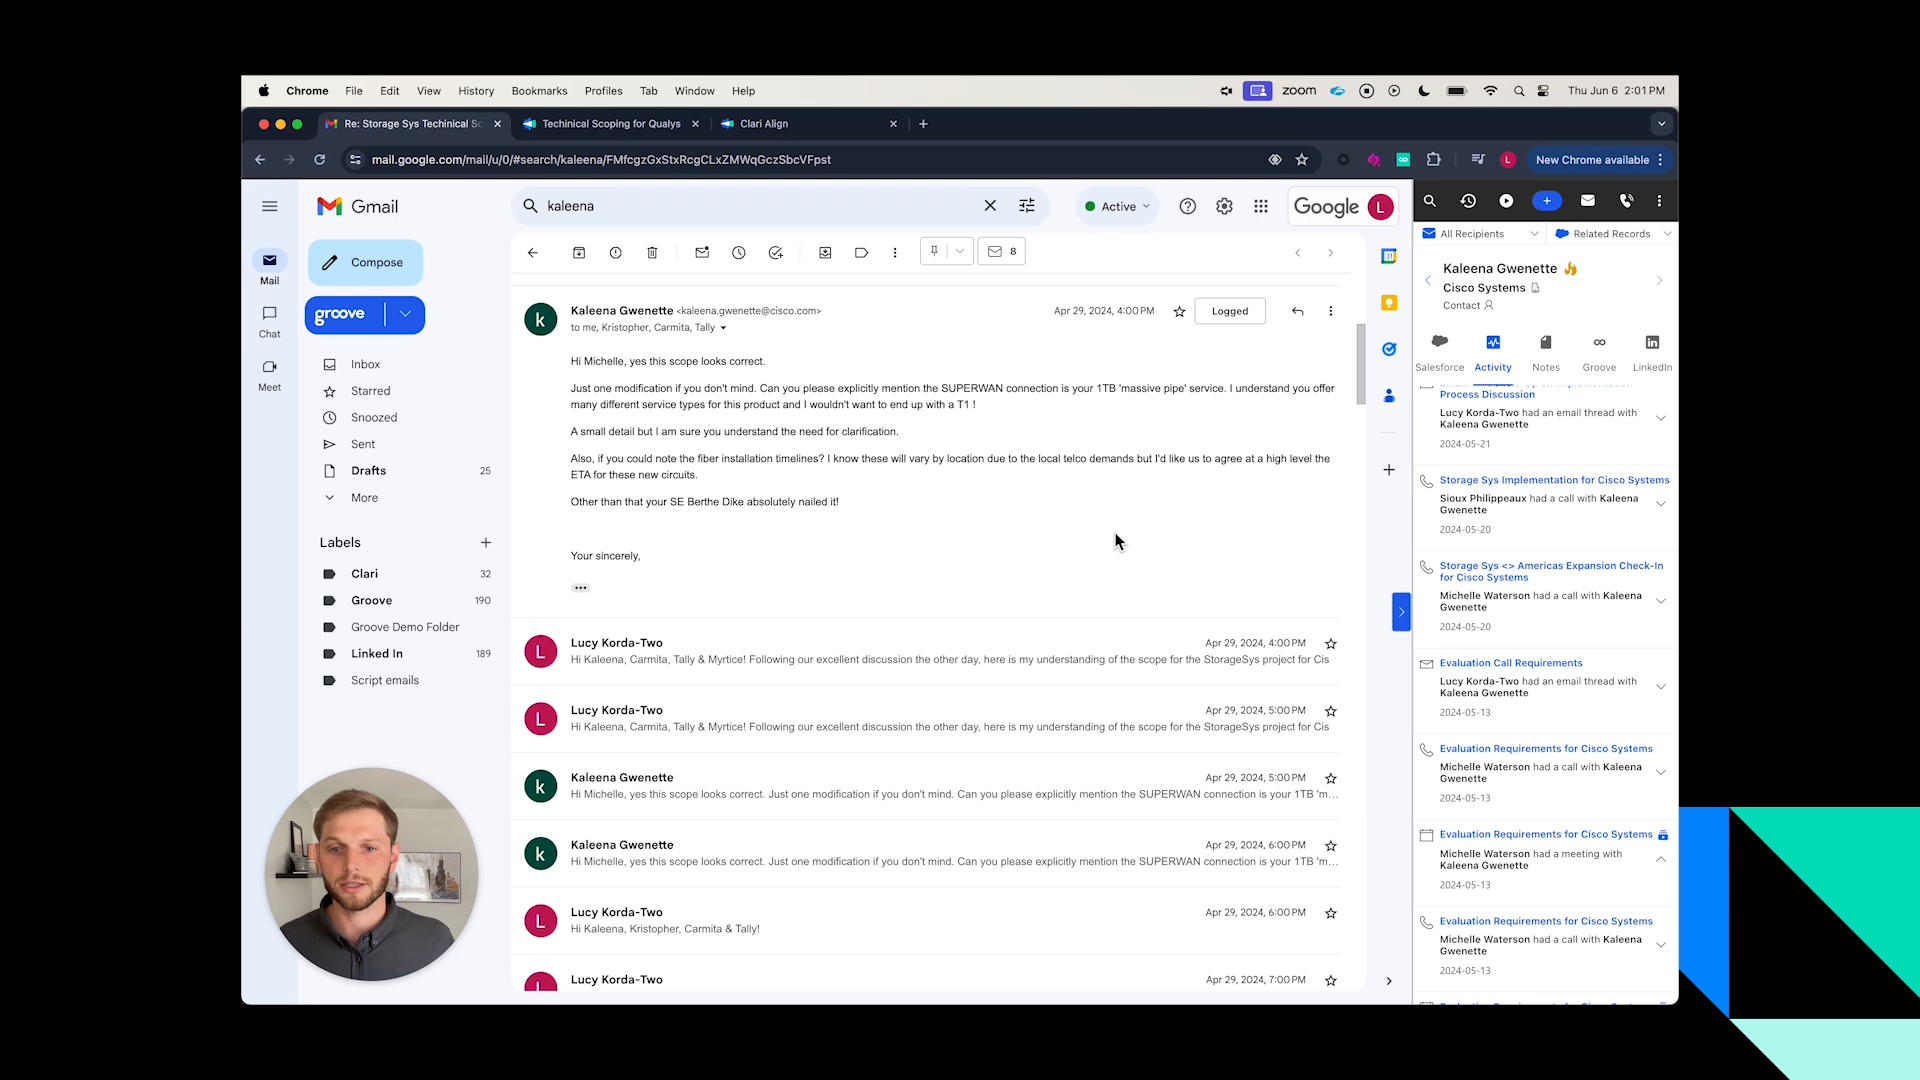 Chrome File Edit View History Bookmarks Profiles Tab Window Help
zoom Thu Jun 6 2:01PM
Re: Storage Sys Techinical Sc
Techinical Scoping for Qualys
Clari Align
mail.google.com/mail/u/0/#search/kaleena/FMfcgzGxStxRcgCLxZMWqGczSbcVFpst
L
New Chrome available
Gmail
kaleena
Active
Google L
Compose
groove
Mail
Chat
Meet
Inbox
Starred
Snoozed
Sent
Drafts 25
More
Labels
Clari 32
Groove 190
Groove Demo Folder
Linked In 189
Script emails
8
k
Kaleena Gwenette <kaleena.gwenette@cisco.com>
Apr 29, 2024, 4:00PM
Logged
to me, Kristopher, Carmita, Tally
Hi Michelle, yes this scope looks correct.
Just one modification if you don't mind. Can you please explicitly mention the SUPERWAN connection is your 1TB 'massive pipe' service. I understand you offer
many different service types for this product and I wouldn't want to end up with a T1 !
A small detail but I am sure you understand the need for clarification.
Also, if you could note the fiber installation timelines? I know these will vary by location due to the local telco demands but I'd like us to agree at a high level the
ETA for these new circuits.
Other than that your SE Berthe Dike absolutely nailed it!
Your sincerely,
L
Lucy Korda-Two
Apr 29, 2024, 4:00PM
Hi Kaleena, Carmita, Tally & Myrtice! Following our excellent discussion the other day, here is my understanding of the scope for the StorageSys project for Cis
L
Lucy Korda-Two
Apr 29, 2024, 5:00PM
Hi Kaleena, Carmita, Tally & Myrtice! Following our excellent discussion the other day, here is my understanding of the scope for the StorageSys project for Cis
k
Kaleena Gwenette
Apr 29, 2024, 5:00PM
Hi Michelle, yes this scope looks correct. Just one modification if you don't mind. Can you please explicitly mention the SUPERWAN connection is your 1TB 'm...
k
Kaleena Gwenette
Apr 29, 2024, 6:00PM
Hi Michelle, yes this scope looks correct. Just one modification if you don't mind. Can you please explicitly mention the SUPERWAN connection is your 1TB 'm...
L
Lucy Korda-Two
Apr 29, 2024, 6:00PM
Hi Kaleena, Kristopher, Carmita & Tally!
Lucy Korda-Two
Apr 29, 2024, 7:00PM
31
All Recipients
Related Records
Kaleena Gwenette
Cisco Systems
Contact
Salesforce Activity Notes Groove LinkedIn
Process Discussion
Lucy Korda-Two had an email thread with
Kaleena Gwenette
2024-05-21
Storage Sys Implementation for Cisco Systems
Sioux Philippeaux had a call with Kaleena
Gwenette
2024-05-20
Storage Sys <> Americas Expansion Check-In
for Cisco Systems
Michelle Waterson had a call with Kaleena
Gwenette
2024-05-20
Evaluation Call Requirements
Lucy Korda-Two had an email thread with
Kaleena Gwenette
2024-05-13
Evaluation Requirements for Cisco Systems
Michelle Waterson had a call with Kaleena
Gwenette
2024-05-13
Evaluation Requirements for Cisco Systems
Michelle Waterson had a meeting with
Kaleena Gwenette
2024-05-13
Evaluation Requirements for Cisco Systems
Michelle Waterson had a call with Kaleena
Gwenette
2024-05-13